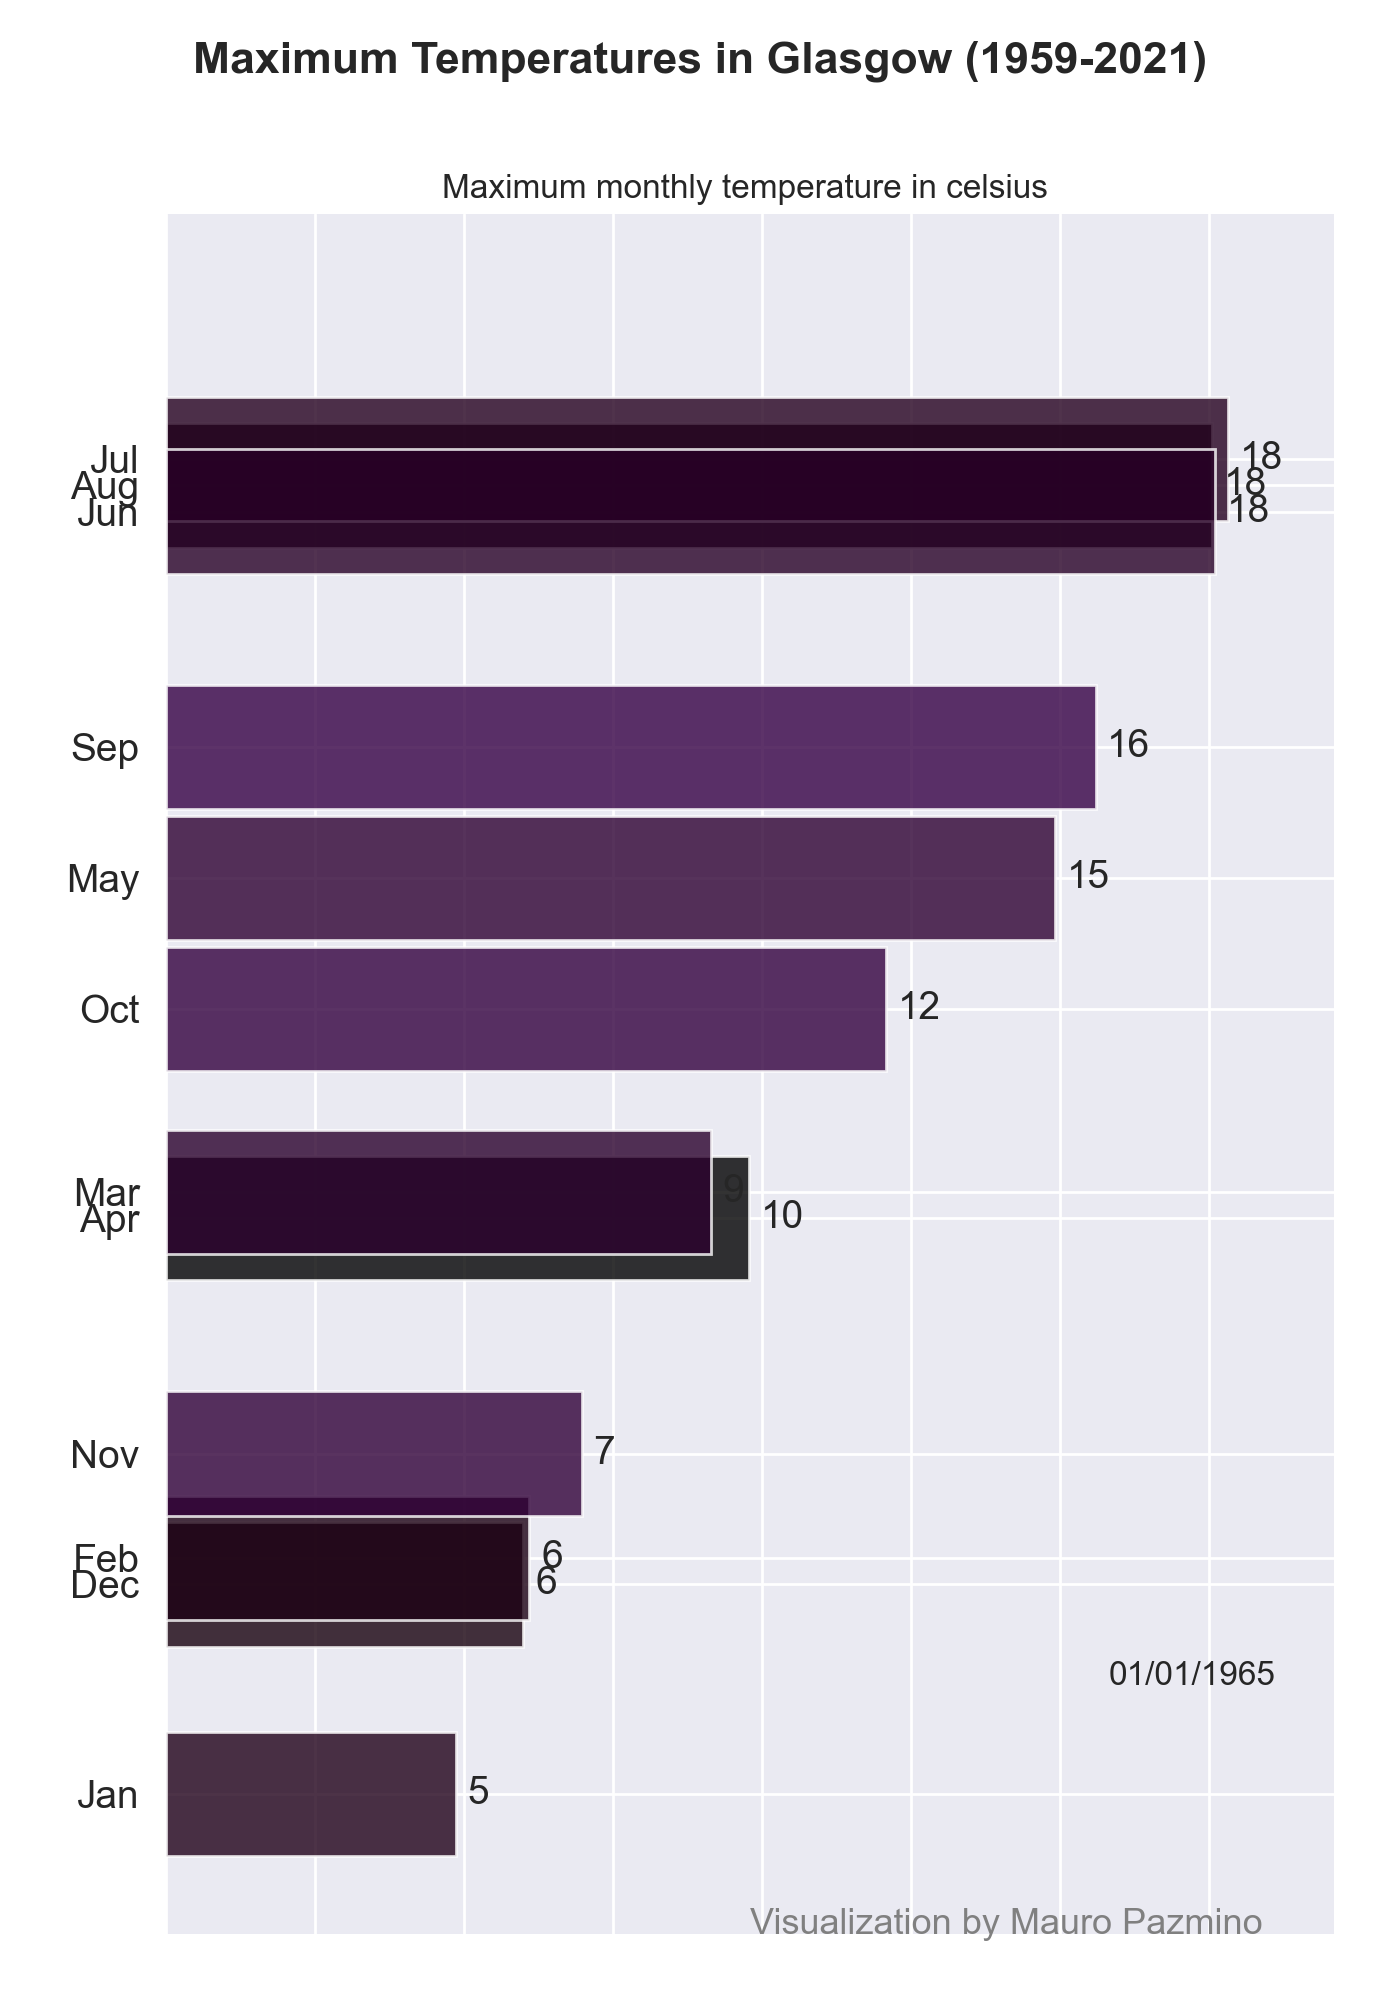 Maximum Temperatures in Glasgow (1959-2021)
Maximum monthly temperature in celsius
Jul
18
Aug
18
Jun
18
Sep
16
May
15
Oct
12
Mar
9
Apr
10
Nov
7
Feb
6
Dec
6
01/01/1965
Jan
5
Visualization by Mauro Pazmino